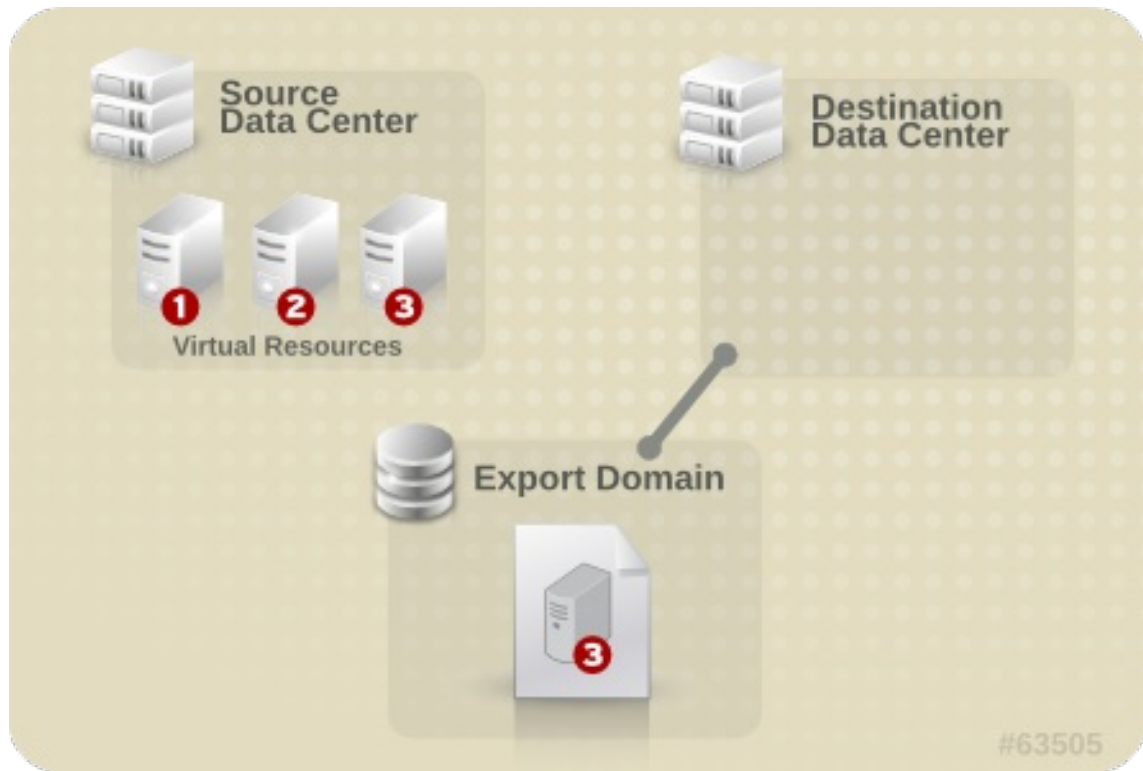 Source
Data Center
Destination
Data Center
1
2
3
Virtual Resources
Export Domain
3
#63505